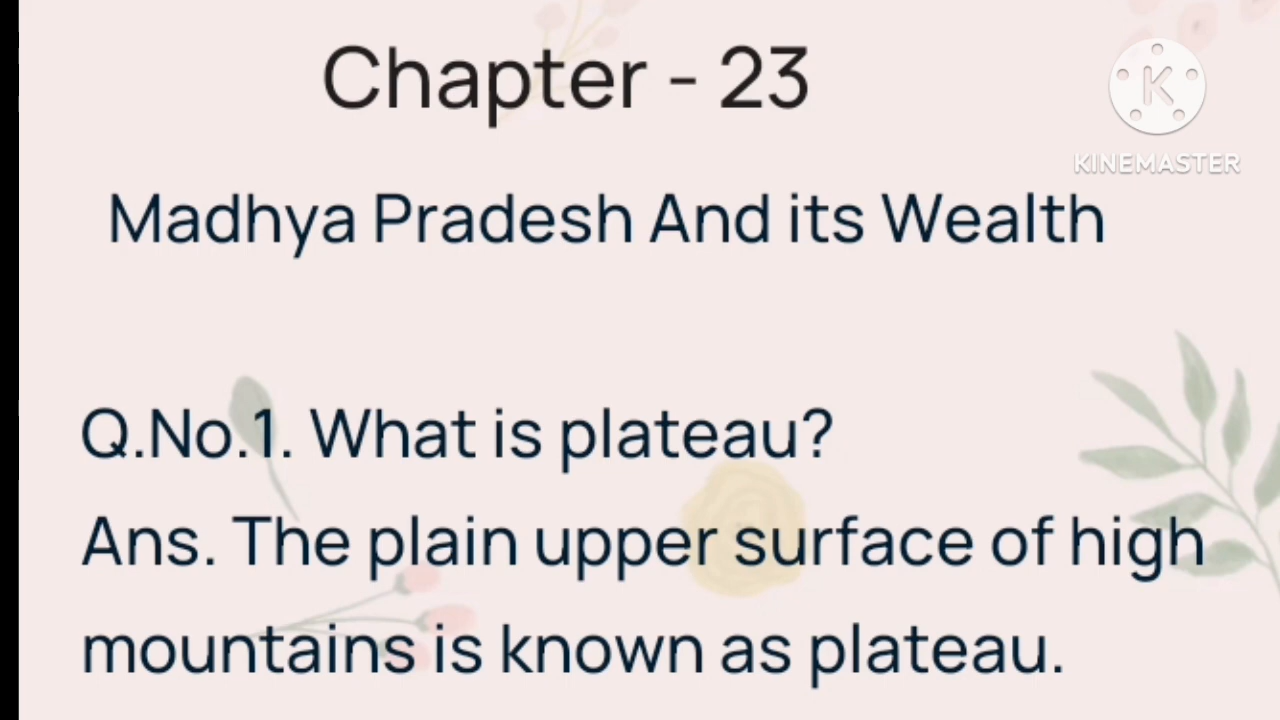 Chapter - 23
KINEMASTER
Madhya Pradesh And its Wealth
Q.No.1. What is plateau?
Ans. The plain upper surface of high
mountains is known as plateau.